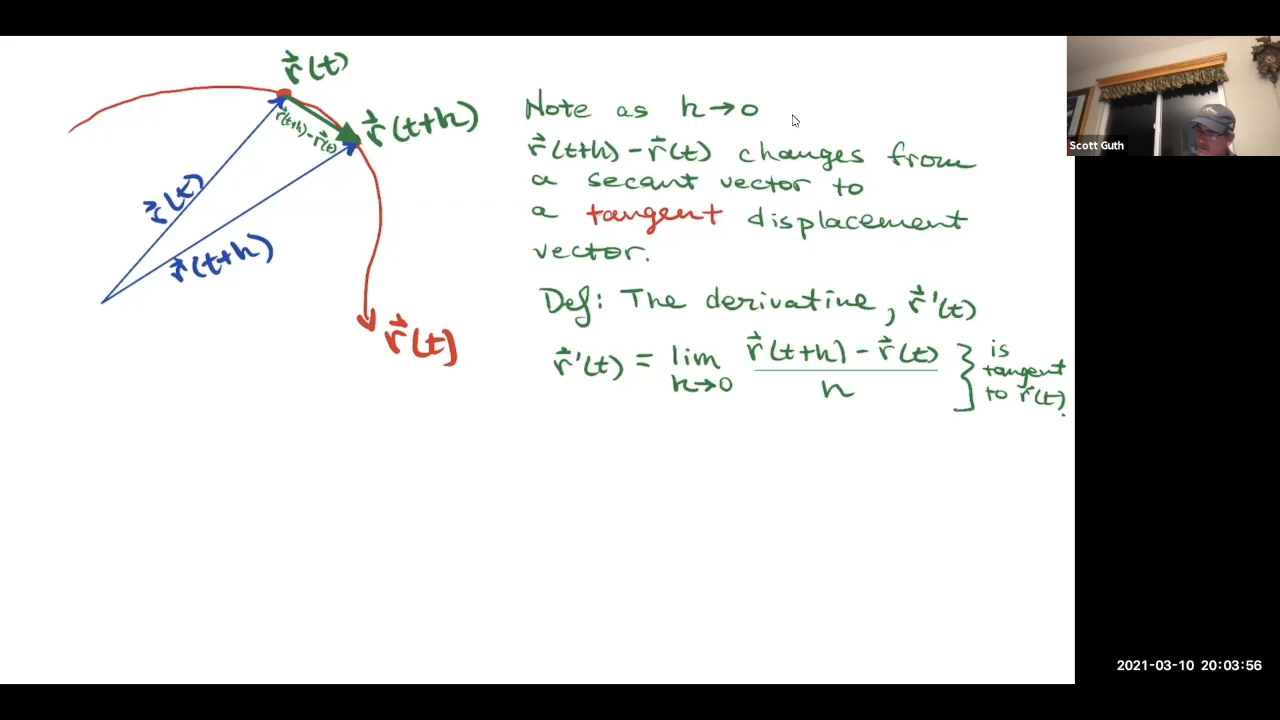 r⃗(t)
r⃗(t+h)
r⃗(t+h) - r⃗(t)
r⃗(t)
r⃗(t+h)
r⃗(t)
Note as h→0
r⃗(t+h) - r⃗(t) changes from
a secant vector to
a tangent displacement
vector.
Def: The derivative, r⃗'(t)
r⃗'(t) = lim h→0 (r⃗(t+h) - r⃗(t))/h } is
tangent
to r⃗(t).
Scott Guth
2021-03-10 20:03:56